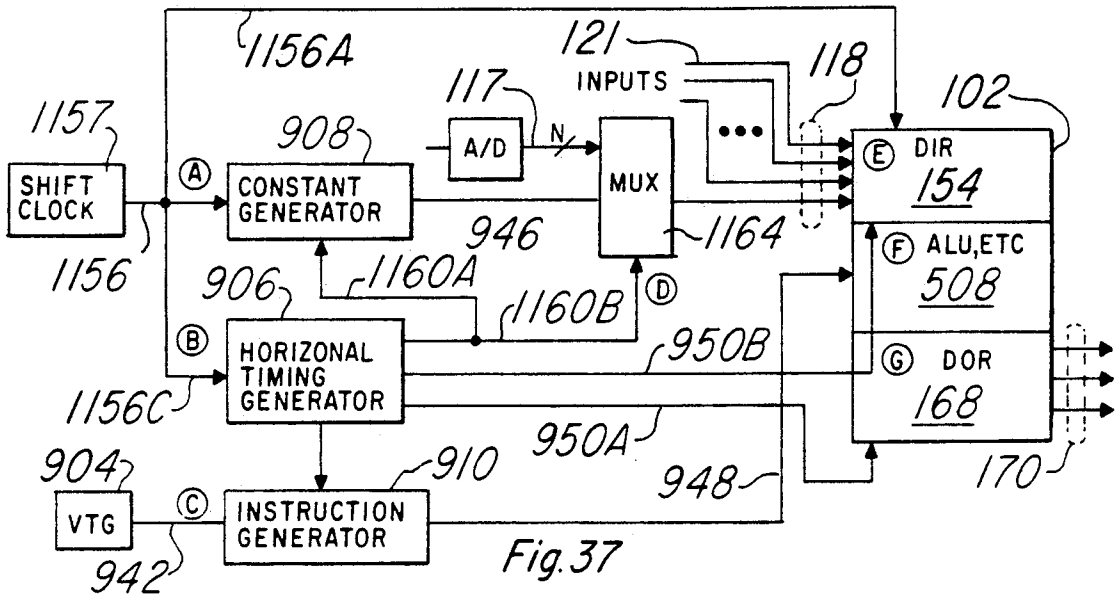 1156A
121
INPUTS
118
102
1157
908
117
N
A/D
MUX
SHIFT
CLOCK
A
CONSTANT
GENERATOR
E DIR
154
946
1164
1156
906
1160A
1160B
D
F ALU,ETC
508
B
HORIZONAL
TIMING
GENERATOR
950B
G DOR
168
1156C
950A
904
910
948
170
VTG
C
INSTRUCTION
GENERATOR
942
Fig.37